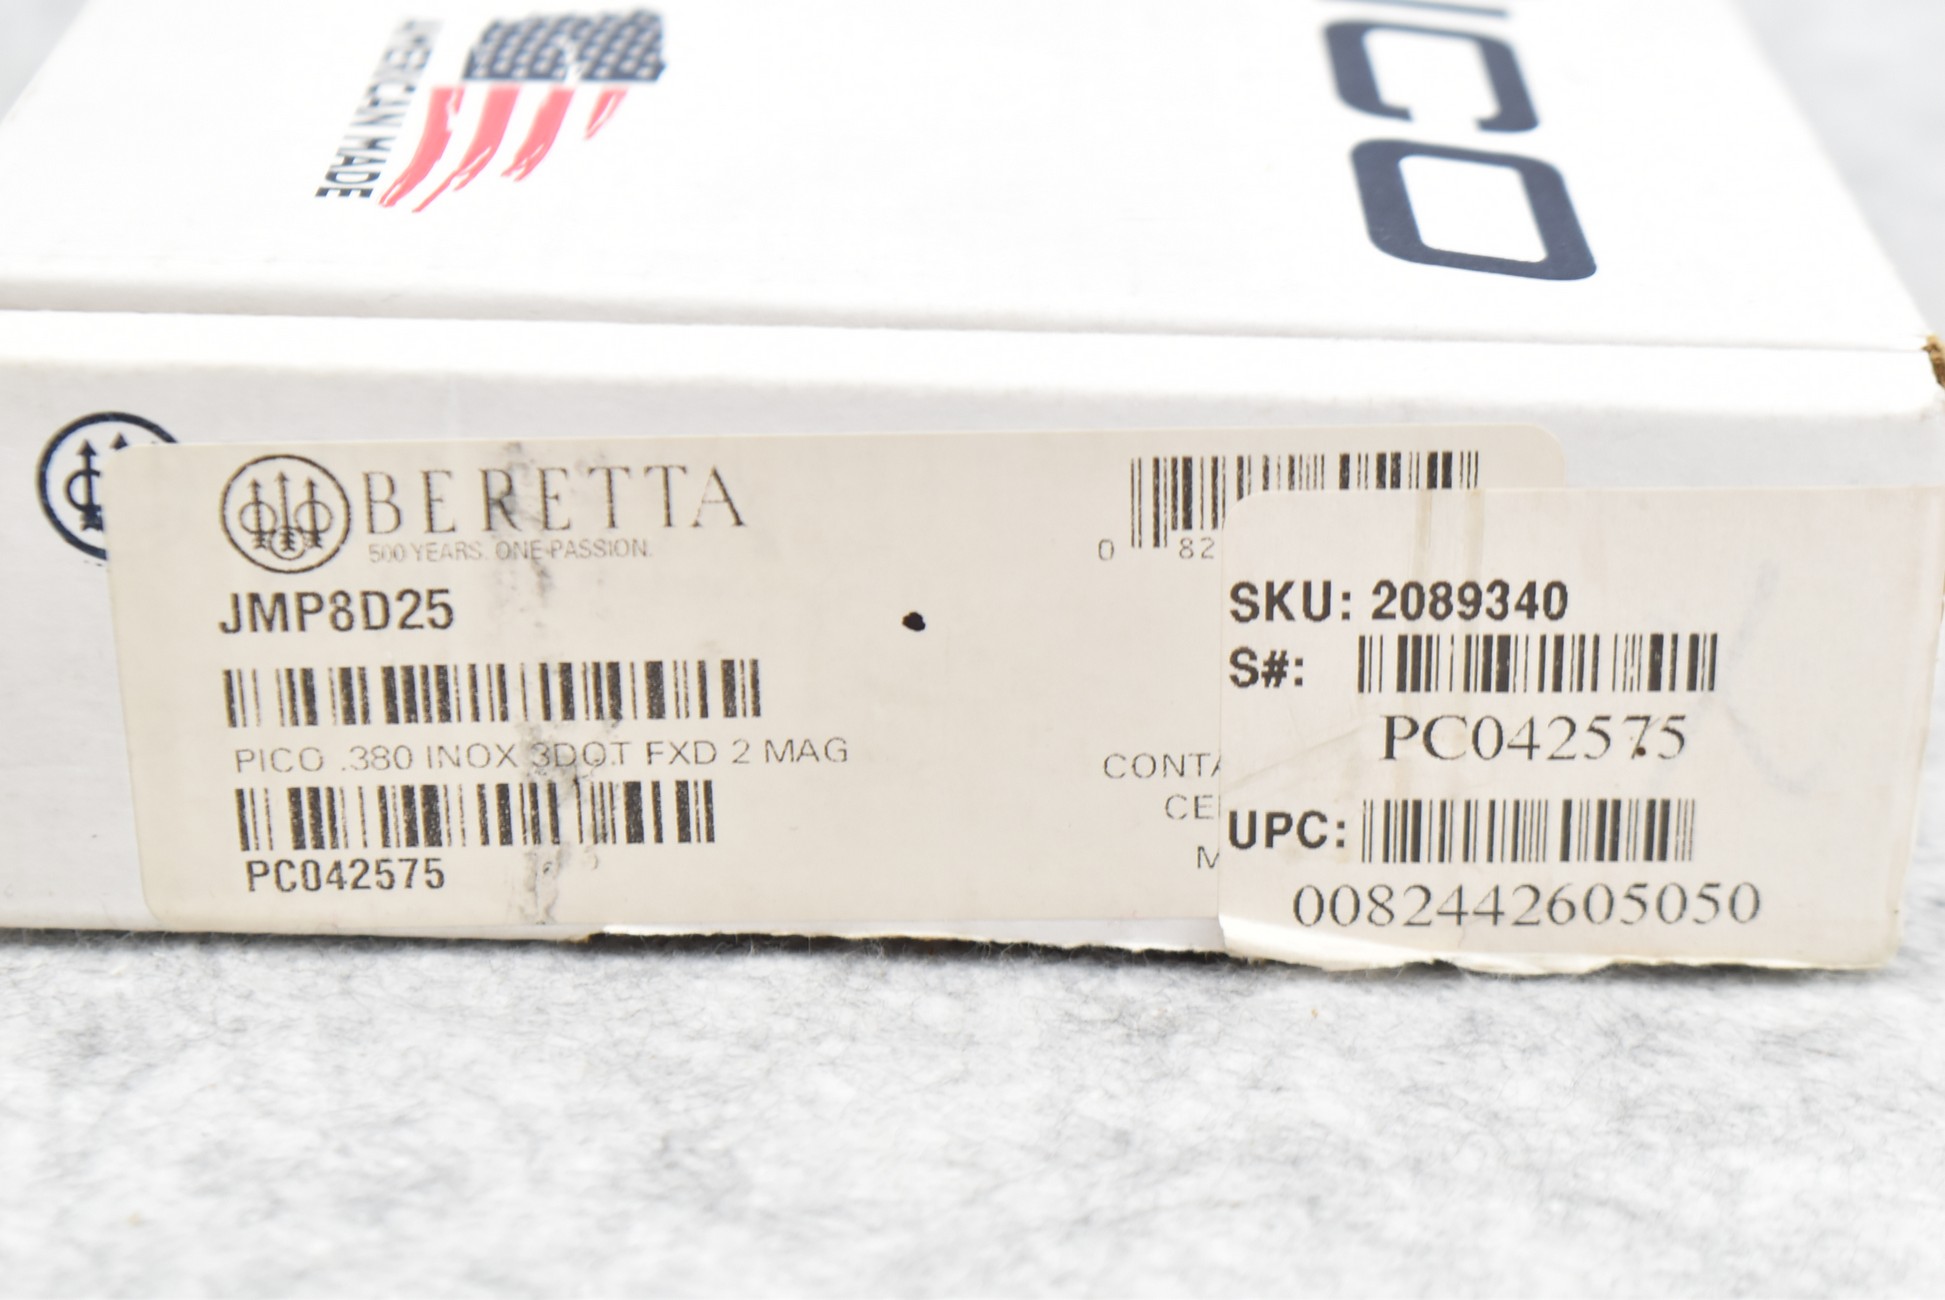 AMERICAN MADE
ICO
BERETTA
500 YEARS. ONE PASSION.
JMP8D25
PICO .380 INOX 3DOT FXD 2 MAG
PC042575
0 82
CONTA
CE
M
SKU: 2089340
S#:
PC042575
UPC:
0082442605050